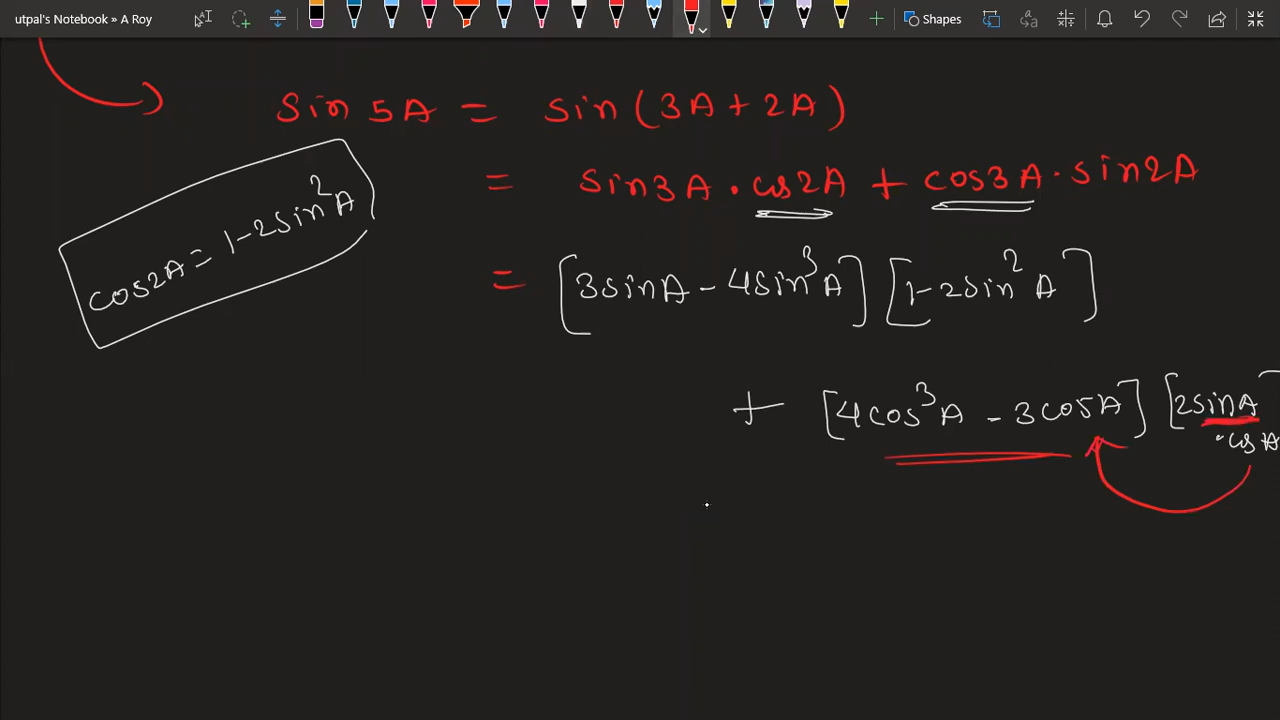 utpal's Notebook » A Roy
Shapes
sin 5A = sin (3A + 2A)
= sin3A · cos2A + cos3A · sin2A
cos2A = 1-2sin²A
= [3sinA - 4sin³A] [1-2sin²A]
+ [4cos³A - 3cosA] [2sinA
· cosA